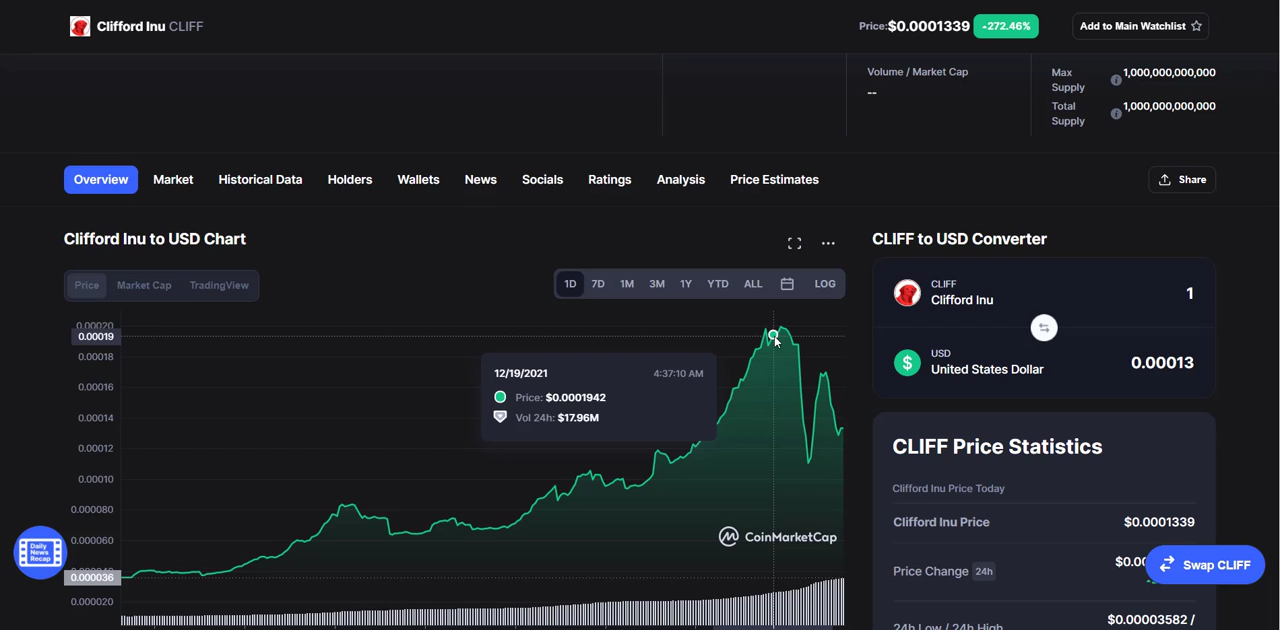 Clifford Inu CLIFF
Price:$0.0001339 272.46%
Add to Main Watchlist
Volume / Market Cap
--
Max Supply 1,000,000,000,000
Total Supply 1,000,000,000,000
Overview Market Historical Data Holders Wallets News Socials Ratings Analysis Price Estimates
Share
Clifford Inu to USD Chart
Price Market Cap TradingView
1D 7D 1M 3M 1Y YTD ALL LOG
0.00020
0.00019
0.00018
0.00016
0.00014
0.00012
0.00010
0.000080
0.000060
0.000036
0.000020
12/19/2021 4:37:10 AM
Price: $0.0001942
Vol 24h: $17.96M
CoinMarketCap
Daily
News
Recap
CLIFF to USD Converter
CLIFF
Clifford Inu 1
USD
United States Dollar 0.00013
CLIFF Price Statistics
Clifford Inu Price Today
Clifford Inu Price $0.0001339
Price Change 24h $0.00
Swap CLIFF
24h Low / 24h High $0.00003582 /